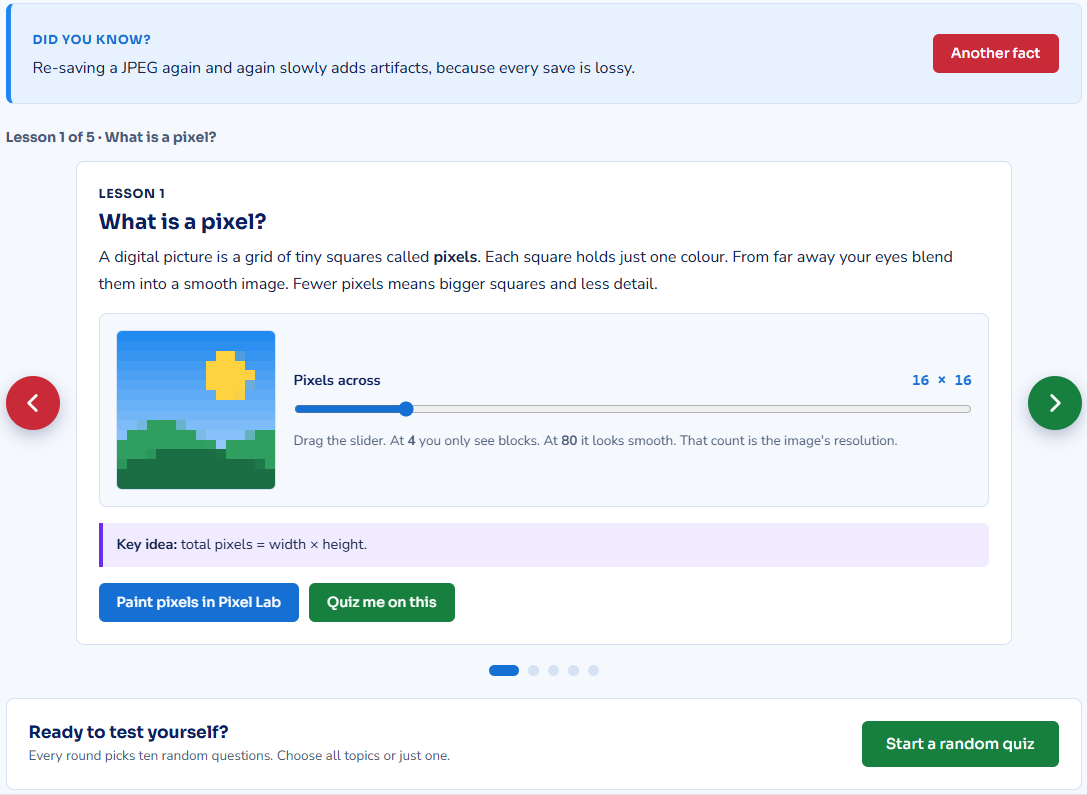 DID YOU KNOW?
Re-saving a JPEG again and again slowly adds artifacts, because every save is lossy.
Another fact
Lesson 1 of 5 · What is a pixel?
LESSON 1
What is a pixel?
A digital picture is a grid of tiny squares called pixels. Each square holds just one colour. From far away your eyes blend
them into a smooth image. Fewer pixels means bigger squares and less detail.
Pixels across
16 × 16
Drag the slider. At 4 you only see blocks. At 80 it looks smooth. That count is the image's resolution.
Key idea: total pixels = width × height.
Paint pixels in Pixel Lab
Quiz me on this
Ready to test yourself?
Every round picks ten random questions. Choose all topics or just one.
Start a random quiz